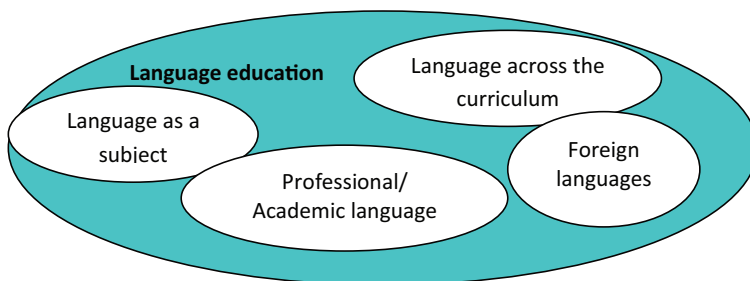 Language education
Language across the
curriculum
Language as a
subject
Foreign
languages
Professional/
Academic language